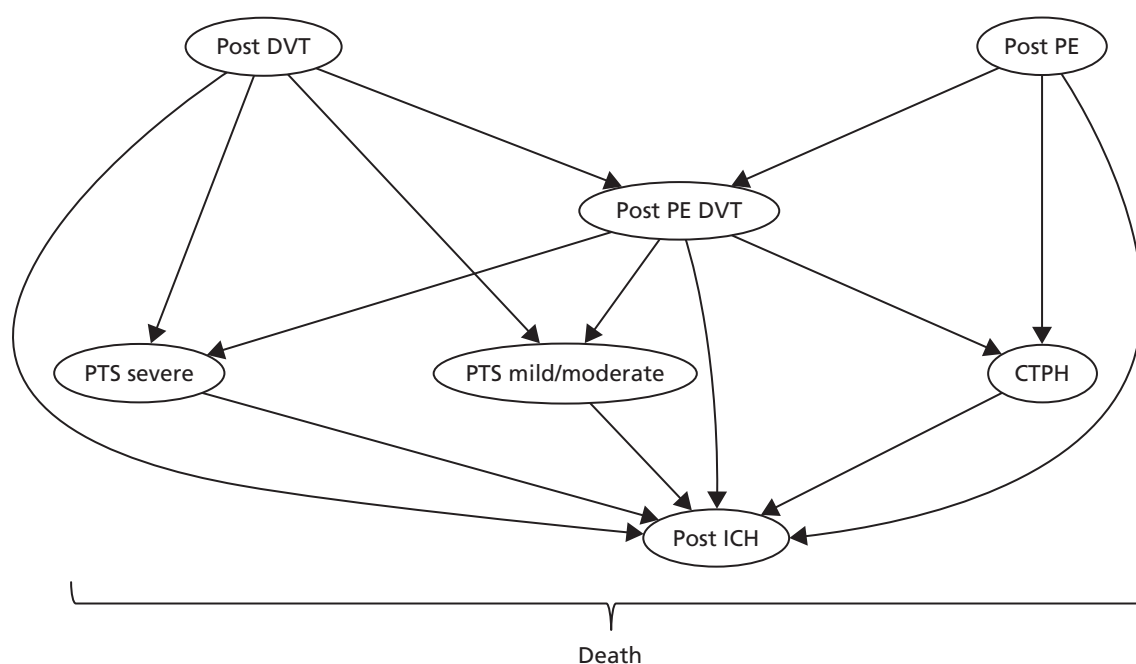 Post DVT
Post PE
Post PE DVT
PTS severe
PTS mild/moderate
CTPH
Post ICH
Death